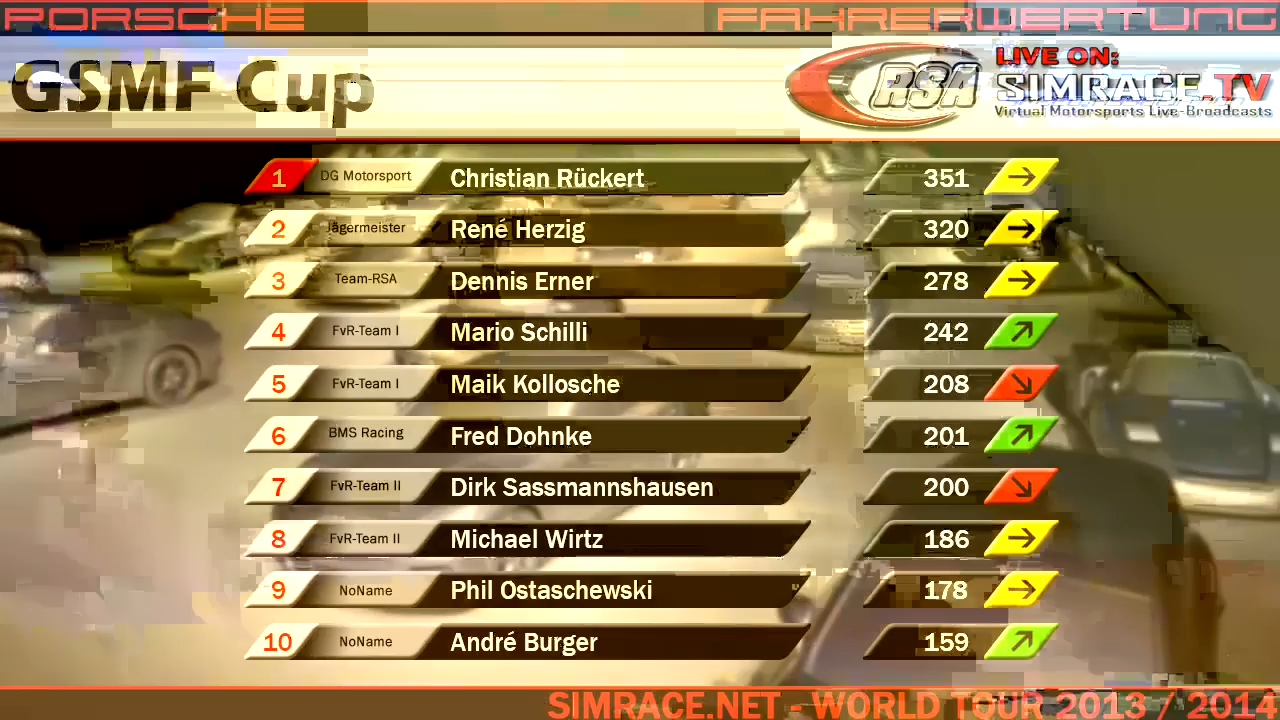 PORSCHE FAHRERWERTUNG
GSMF Cup
RSA
LIVE ON:
SIMRACE.TV
Virtual Motorsports Live-Broadcasts
1 DG Motorsport Christian Rückert 351 →
2 Jägermeister René Herzig 320 →
3 Team-RSA Dennis Erner 278 →
4 FvR-Team I Mario Schilli 242 ↗
5 FvR-Team I Maik Kollosche 208 ↘
6 BMS Racing Fred Dohnke 201 ↗
7 FvR-Team II Dirk Sassmannshausen 200 ↘
8 FvR-Team II Michael Wirtz 186 →
9 NoName Phil Ostaschewski 178 →
10 NoName André Burger 159 ↗
SIMRACE.NET - WORLD TOUR 2013 / 2014